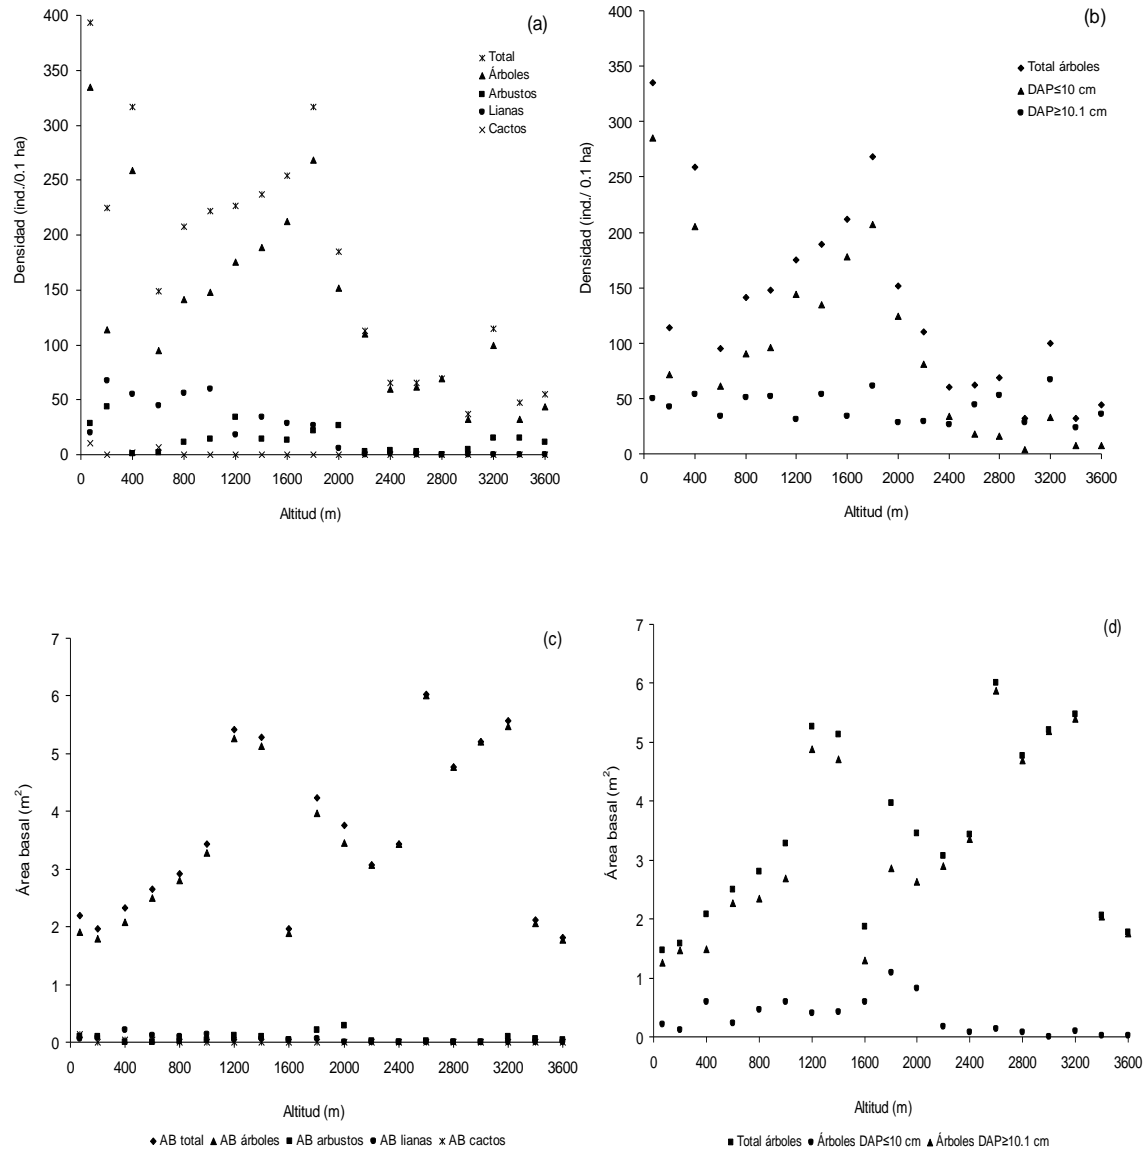 (a)
Total
Árboles
Arbustos
Lianas
Cactos
400
350
300
250
200
150
100
50
0
Densidad (ind./0.1 ha)
0 400 800 1200 1600 2000 2400 2800 3200 3600
Altitud (m)
(b)
Total árboles
DAP≤10 cm
DAP≥10.1 cm
400
350
300
250
200
150
100
50
0
Densidad (ind./ 0.1 ha)
0 400 800 1200 1600 2000 2400 2800 3200 3600
Altitud (m)
(c)
7
6
5
4
3
2
1
0
Área basal (m²)
0 400 800 1200 1600 2000 2400 2800 3200 3600
Altitud (m)
AB total AB árboles AB arbustos AB lianas AB cactos
(d)
7
6
5
4
3
2
1
0
Área basal (m²)
0 400 800 1200 1600 2000 2400 2800 3200 3600
Altitud (m)
Total árboles Árboles DAP≤10 cm Árboles DAP≥10.1 cm